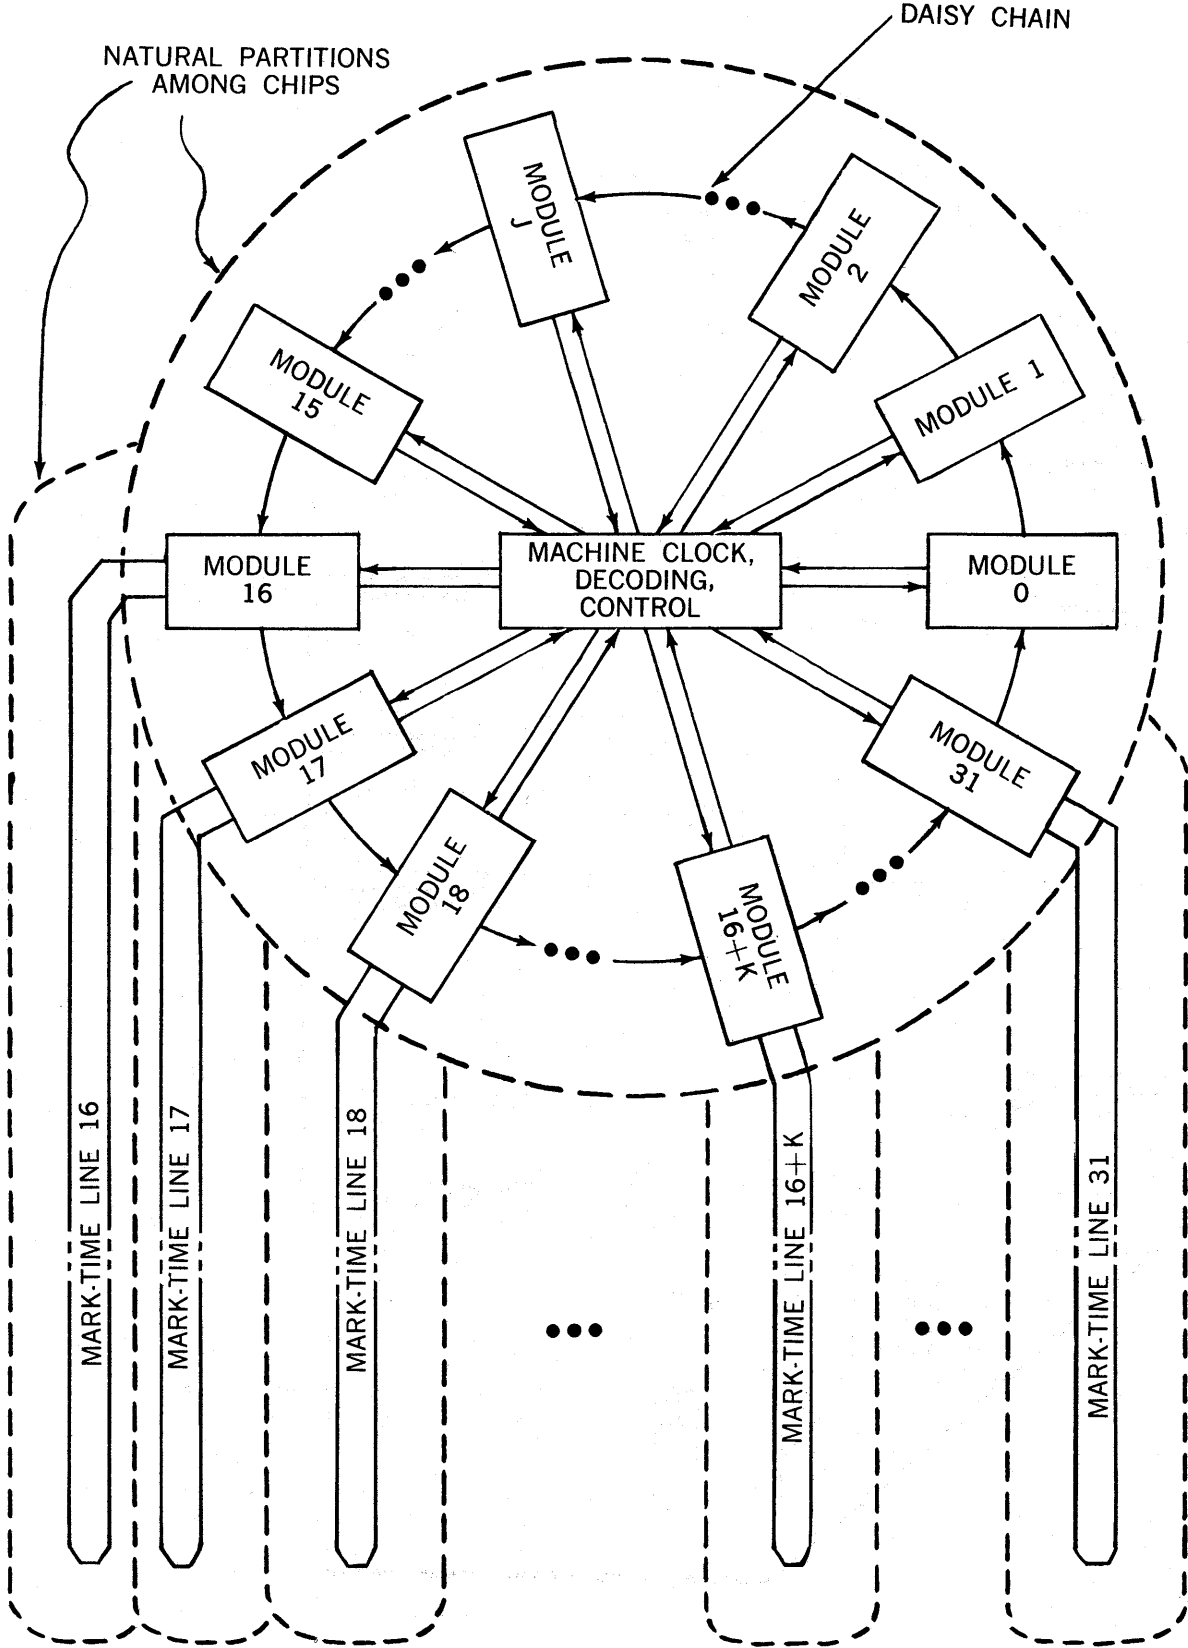 DAISY CHAIN
NATURAL PARTITIONS
AMONG CHIPS
MODULE
J
MODULE
2
MODULE
15
MODULE 1
MODULE
16
MACHINE CLOCK,
DECODING,
CONTROL
MODULE
0
MODULE
17
MODULE
31
MODULE
18
MODULE
16+K
MARK-TIME LINE 16
MARK-TIME LINE 17
MARK-TIME LINE 18
MARK-TIME LINE 16+K
MARK-TIME LINE 31